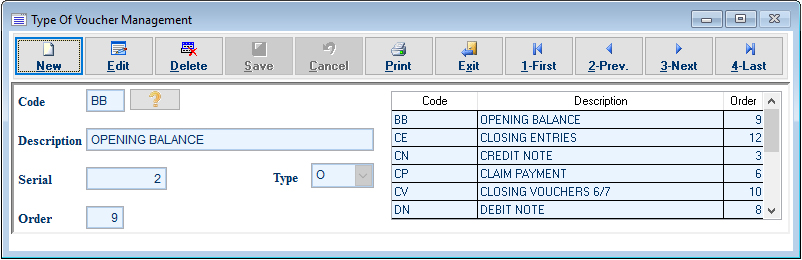 Type Of Voucher Management
New Edit Delete Save Cancel Print Exit 1-First 2-Prev. 3-Next 4-Last
Code BB ?
Description OPENING BALANCE
Serial 2 Type O
Order 9
Code Description Order
BB OPENING BALANCE 9
CE CLOSING ENTRIES 12
CN CREDIT NOTE 3
CP CLAIM PAYMENT 6
CV CLOSING VOUCHERS 6/7 10
DN DEBIT NOTE 8